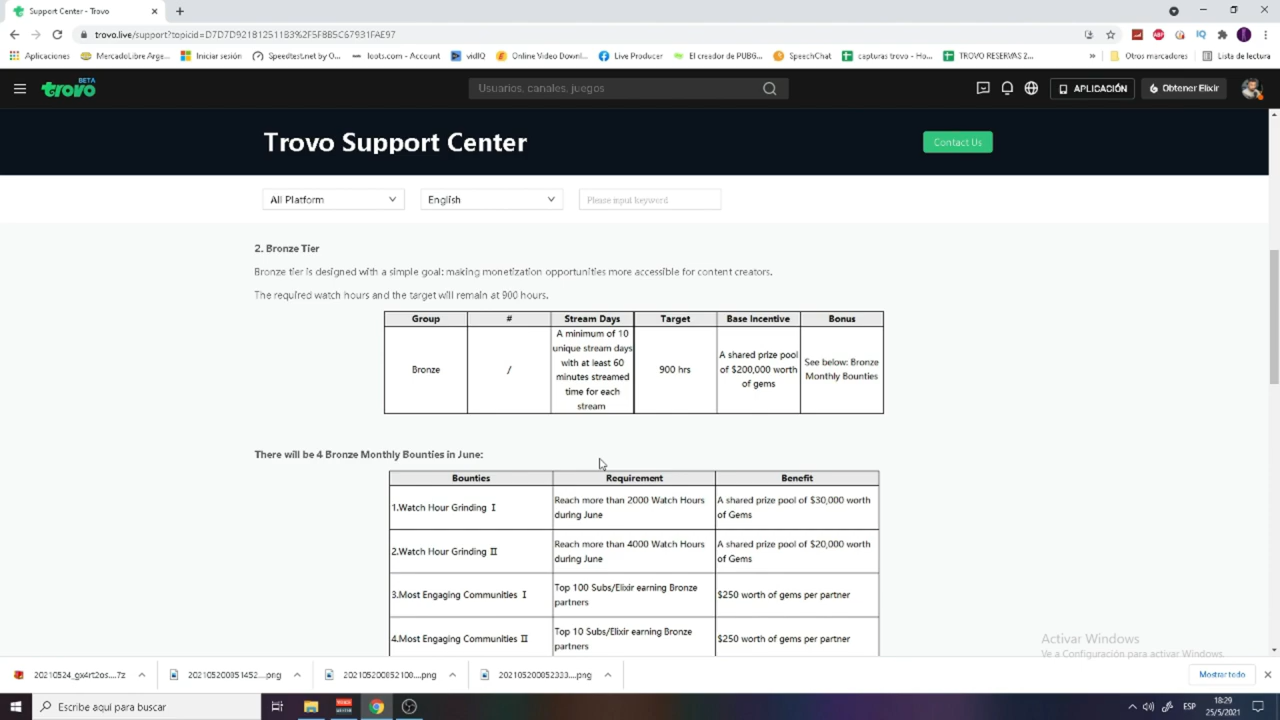 Support Center - Trovo
trovo.live/support?topicid=D7D7D921B1251183%2F5F8B5C67931FAE97
Aplicaciones
MercadoLibre Arge...
Iniciar sesión
Speedtest.net by O...
loots.com - Account
vidIQ
Online Video Downl...
Live Producer
El creador de PUBG...
SpeechChat
capturas trovo - Ho...
TROVO RESERVAS 2...
»
Otros marcadores
Lista de lectura
trovo BETA
Usuarios, canales, juegos
APLICACIÓN
Obtener Elixir
Trovo Support Center
Contact Us
All Platform
English
Please input keyword
2. Bronze Tier
Bronze tier is designed with a simple goal: making monetization opportunities more accessible for content creators.
The required watch hours and the target will remain at 900 hours.
Group # Stream Days Target Base Incentive Bonus
Bronze
/
A minimum of 10
unique stream days
with at least 60
minutes streamed
time for each
stream
900 hrs
A shared prize pool
of $200,000 worth
of gems
See below: Bronze
Monthly Bounties
There will be 4 Bronze Monthly Bounties in June:
Bounties Requirement Benefit
1.Watch Hour Grinding Ⅰ
Reach more than 2000 Watch Hours
during June
A shared prize pool of $30,000 worth
of Gems
2.Watch Hour Grinding Ⅱ
Reach more than 4000 Watch Hours
during June
A shared prize pool of $20,000 worth
of Gems
3.Most Engaging Communities Ⅰ
Top 100 Subs/Elixir earning Bronze
partners
$250 worth of gems per partner
4.Most Engaging Communities Ⅱ
Top 10 Subs/Elixir earning Bronze
partners
$250 worth of gems per partner
Activar Windows
Ve a Configuración para activar Windows.
20210524_gx4rt2os....7z
202105200851452....png
202105200852108....png
202105200852333....png
Mostrar todo
Escribe aquí para buscar
ESP
18:29
25/5/2021